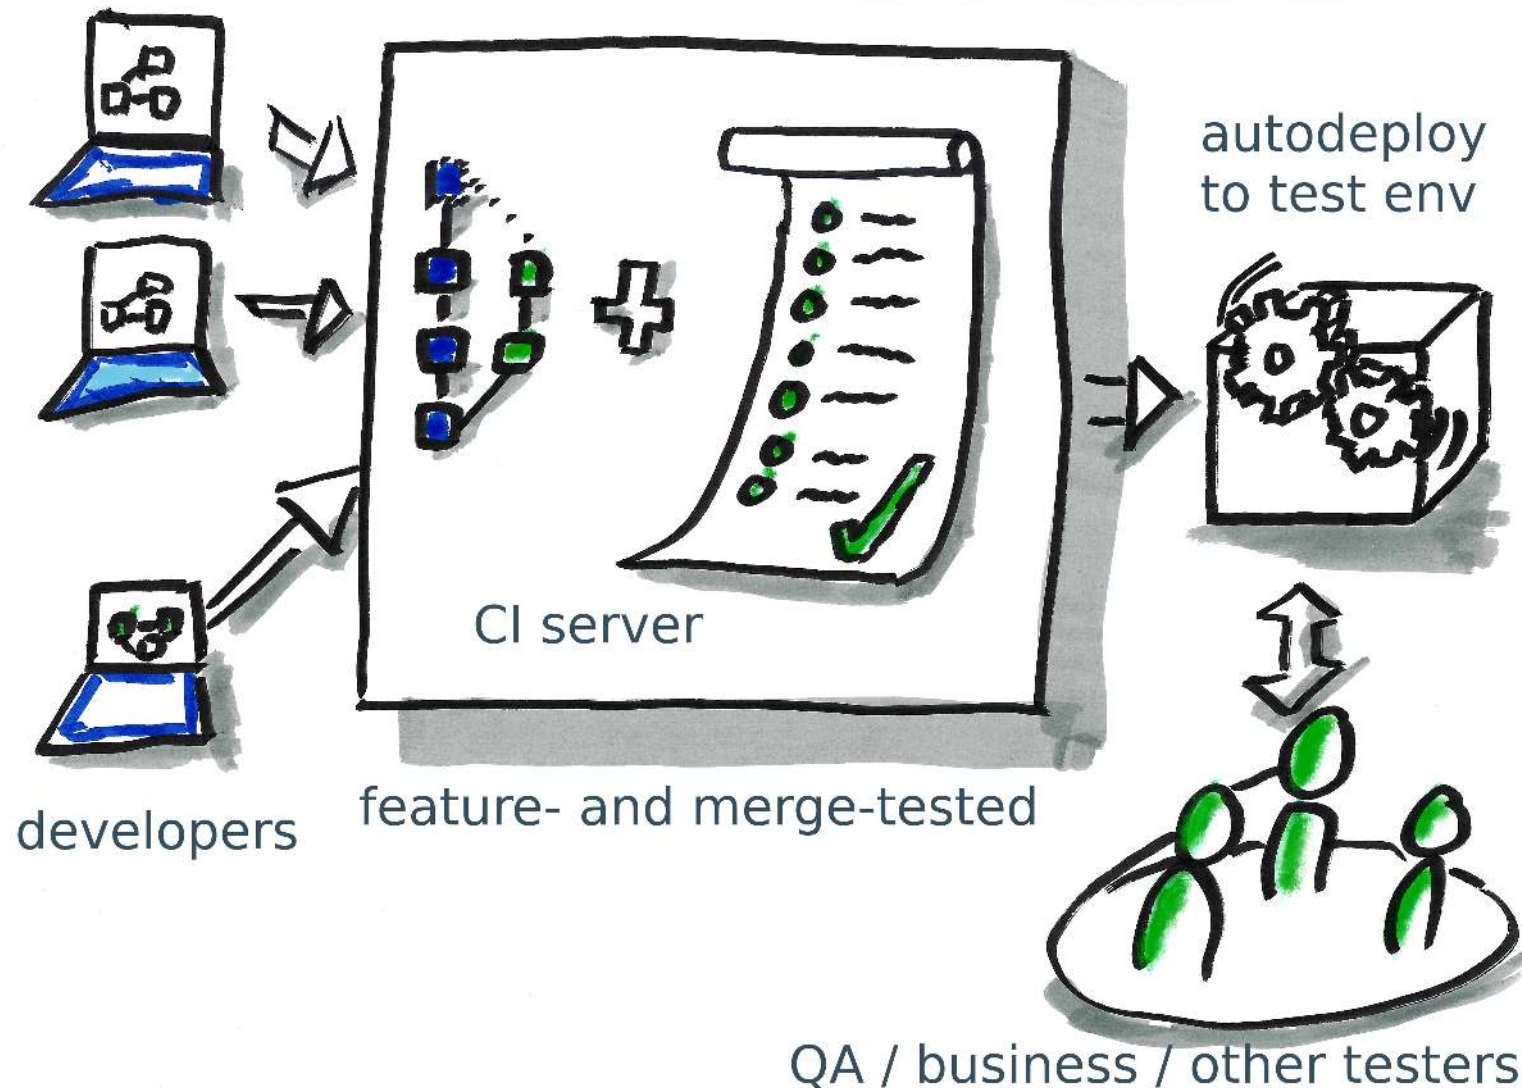 autodeploy
to test env
CI server
feature- and merge-tested
developers
QA / business / other testers